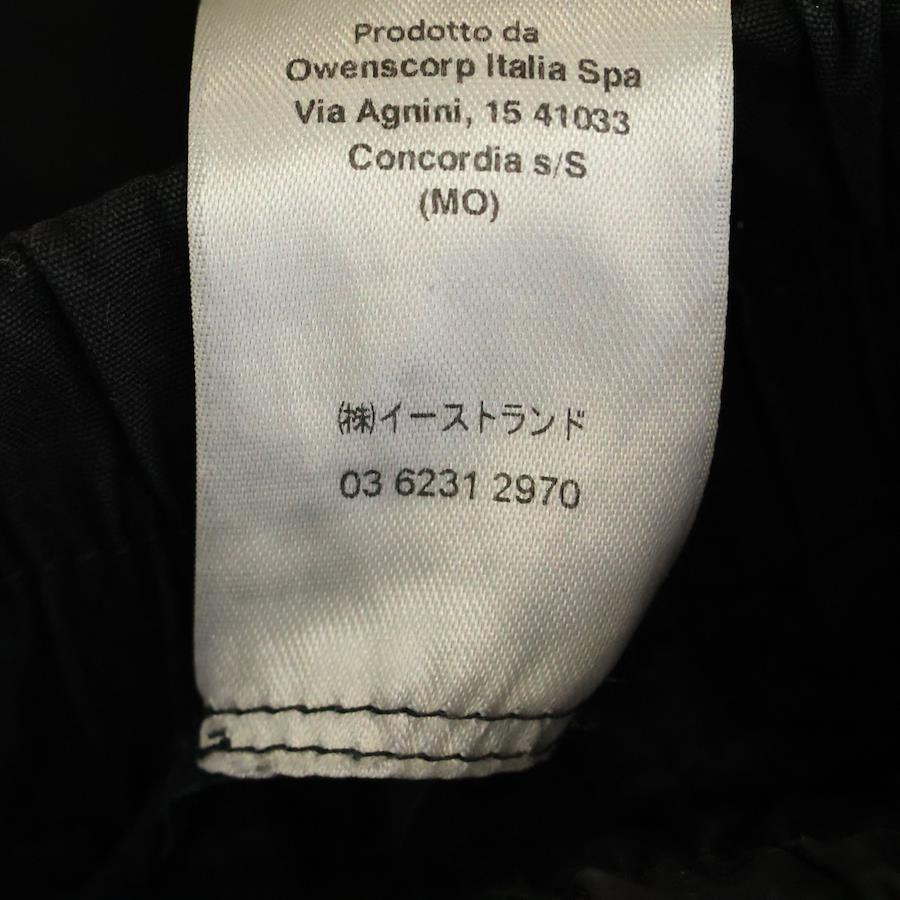 Prodotto da
Owenscorp Italia Spa
Via Agnini, 15 41033
Concordia s/S
(MO)
㈱イーストランド
03 6231 2970